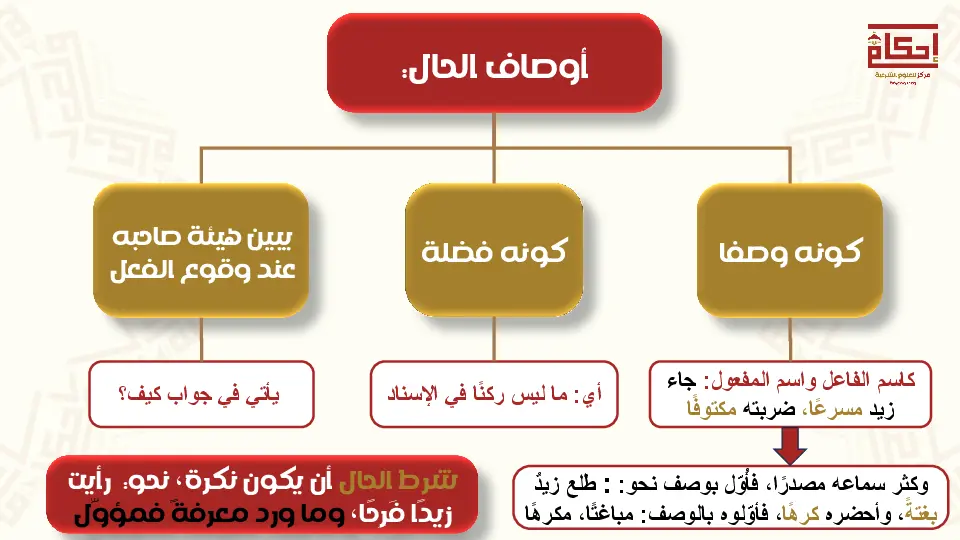 إحكام
مركز للعلوم الشرعية
أوصاف الحال:
كونه وصفا
كونه فضلة
يبين هيئة صاحبه
عند وقوع الفعل
كاسم الفاعل واسم المفعول: جاء
زيد مسرعًا، ضربته مكتوفًا
أي: ما ليس ركنًا في الإسناد
يأتي في جواب كيف؟
وكثر سماعه مصدرًا، فأُوّل بوصف نحو: : طلع زيدٌ
بغتةً، وأحضره كرهًا، فأوّلوه بالوصف: مباغتًا، مكرهًا
شرط الحال أن يكون نكرة، نحو: رأيت
زيدًا فَرِحًا، وما ورد معرفةً فمؤوّل